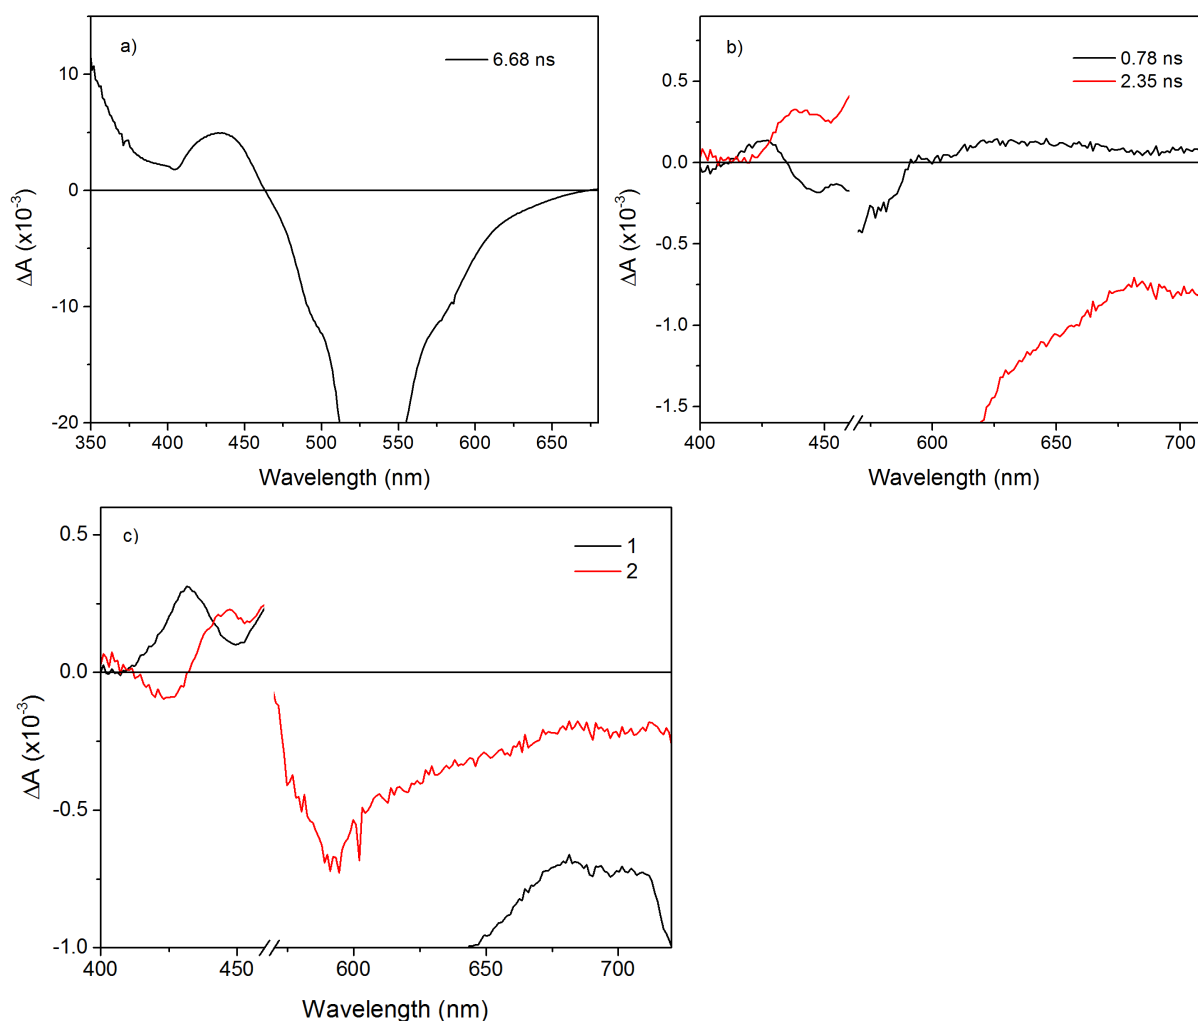 a)
6.68 ns
10
0
-10
-20
ΔA (x10⁻³)
350 400 450 500 550 600 650
Wavelength (nm)
b)
0.78 ns
2.35 ns
0.5
0.0
-0.5
-1.0
-1.5
ΔA (x10⁻³)
400 450 600 650 700
Wavelength (nm)
c)
1
2
0.5
0.0
-0.5
-1.0
ΔA (x10⁻³)
400 450 600 650 700
Wavelength (nm)